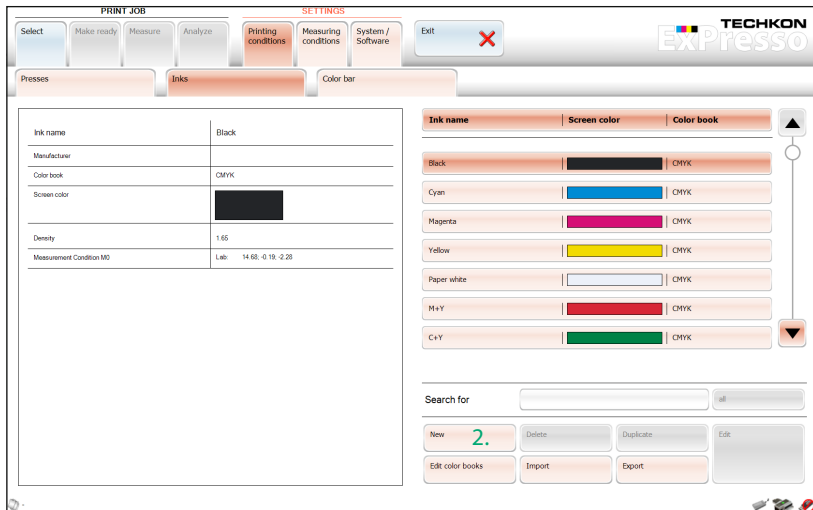 PRINT JOB
SETTINGS
Select
Make ready
Measure
Analyze
Printing
conditions
Measuring
conditions
System /
Software
Exit
TECHKON
ExPresso
Presses
Inks
Color bar
Ink name
Black
Manufacturer
Color book
CMYK
Screen color
Density
1.65
Measurement Condition M0
Lab: 14.68; -0.19; -2.28
Ink name
Screen color
Color book
Black
CMYK
Cyan
CMYK
Magenta
CMYK
Yellow
CMYK
Paper white
CMYK
M+Y
CMYK
C+Y
CMYK
Search for
all
New
2.
Delete
Duplicate
Edit
Edit color books
Import
Export